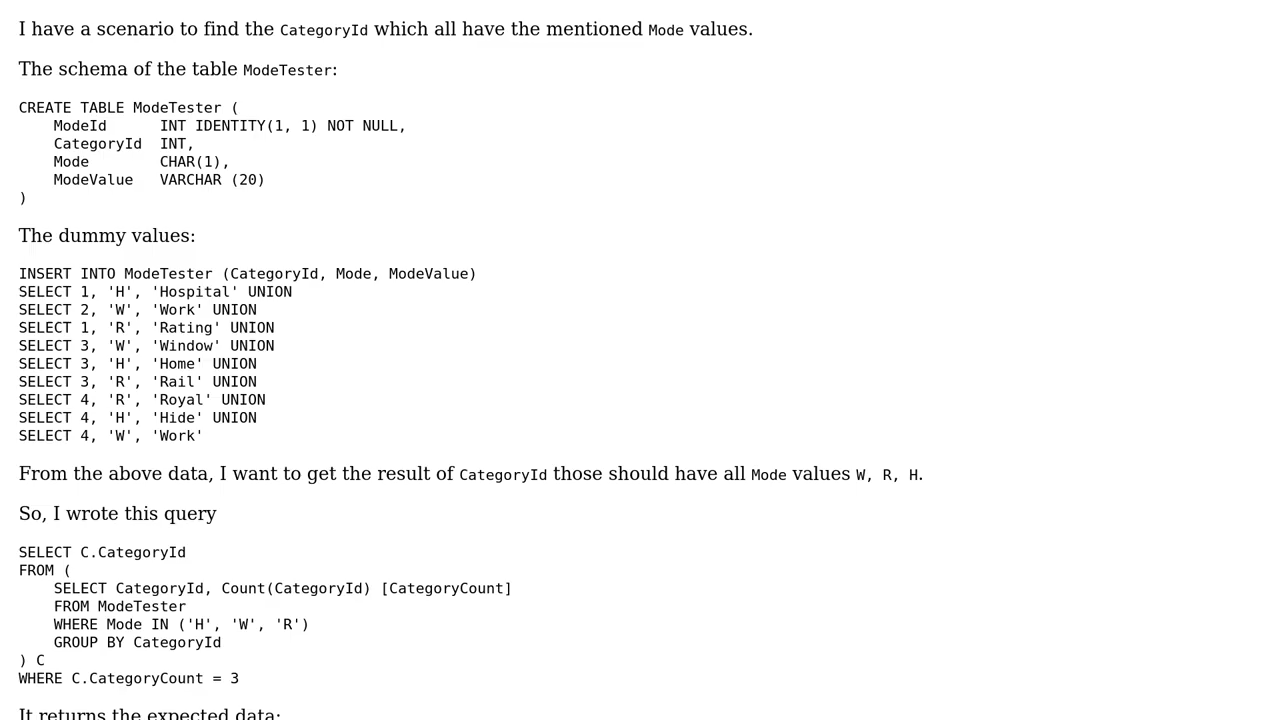 I have a scenario to find the CategoryId which all have the mentioned Mode values.
The schema of the table ModeTester:
CREATE TABLE ModeTester (
    ModeId      INT IDENTITY(1, 1) NOT NULL,
    CategoryId  INT,
    Mode        CHAR(1),
    ModeValue   VARCHAR (20)
)
The dummy values:
INSERT INTO ModeTester (CategoryId, Mode, ModeValue)
SELECT 1, 'H', 'Hospital' UNION
SELECT 2, 'W', 'Work' UNION
SELECT 1, 'R', 'Rating' UNION
SELECT 3, 'W', 'Window' UNION
SELECT 3, 'H', 'Home' UNION
SELECT 3, 'R', 'Rail' UNION
SELECT 4, 'R', 'Royal' UNION
SELECT 4, 'H', 'Hide' UNION
SELECT 4, 'W', 'Work'
From the above data, I want to get the result of CategoryId those should have all Mode values W, R, H.
So, I wrote this query
SELECT C.CategoryId
FROM (
    SELECT CategoryId, Count(CategoryId) [CategoryCount]
    FROM ModeTester
    WHERE Mode IN ('H', 'W', 'R')
    GROUP BY CategoryId
) C
WHERE C.CategoryCount = 3
It returns the expected data: